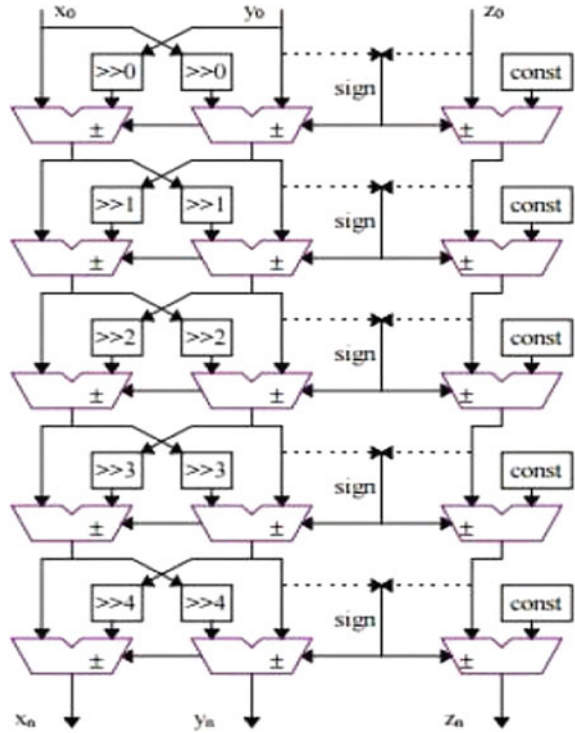 x₀ y₀ z₀
>>0 >>0 sign const
± ± ±
>>1 >>1 sign const
± ± ±
>>2 >>2 sign const
± ± ±
>>3 >>3 sign const
± ± ±
>>4 >>4 sign const
± ± ±
xₙ yₙ zₙ